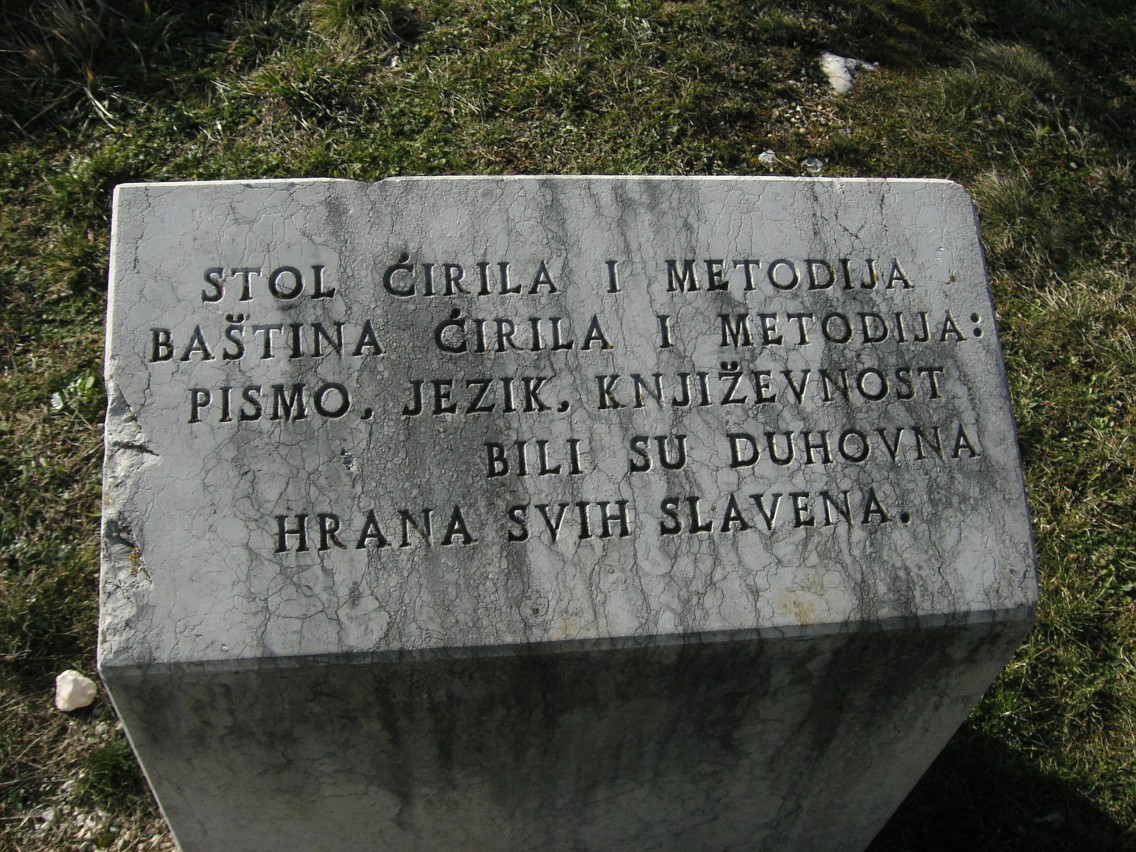 STOL ĆIRILA I METODIJA
BAŠTINA ĆIRILA I METODIJA:
PISMO, JEZIK, KNJIŽEVNOST
BILI SU DUHOVNA
HRANA SVIH SLAVENA.